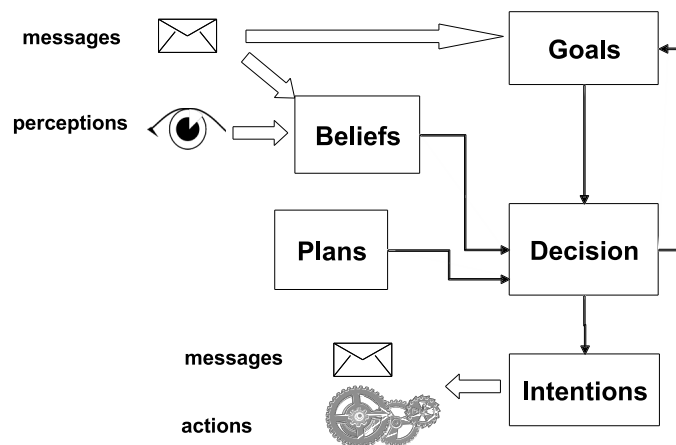 messages
Goals
perceptions
Beliefs
Plans
Decision
messages
Intentions
actions